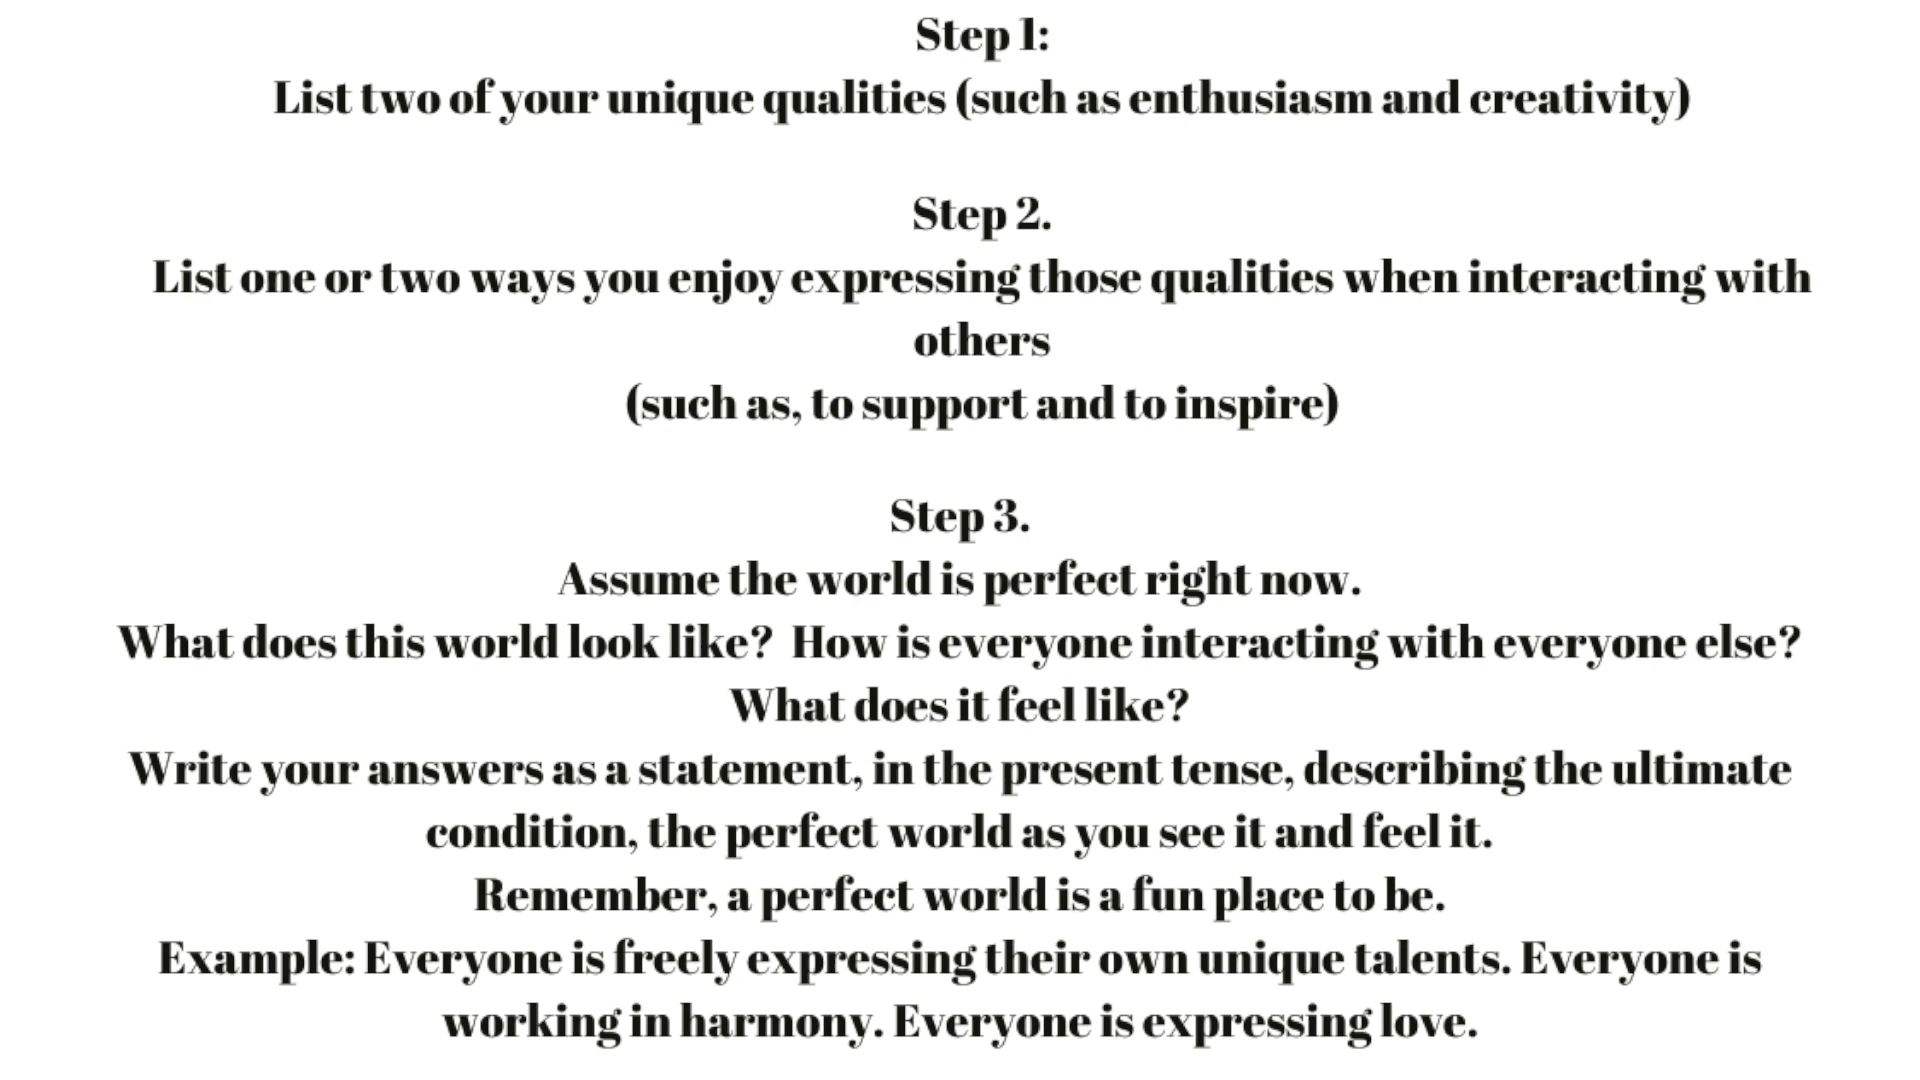 Step 1:
List two of your unique qualities (such as enthusiasm and creativity)
Step 2.
List one or two ways you enjoy expressing those qualities when interacting with
others
(such as, to support and to inspire)
Step 3.
Assume the world is perfect right now.
What does this world look like?  How is everyone interacting with everyone else?
What does it feel like?
Write your answers as a statement, in the present tense, describing the ultimate
condition, the perfect world as you see it and feel it.
Remember, a perfect world is a fun place to be.
Example: Everyone is freely expressing their own unique talents. Everyone is
working in harmony. Everyone is expressing love.